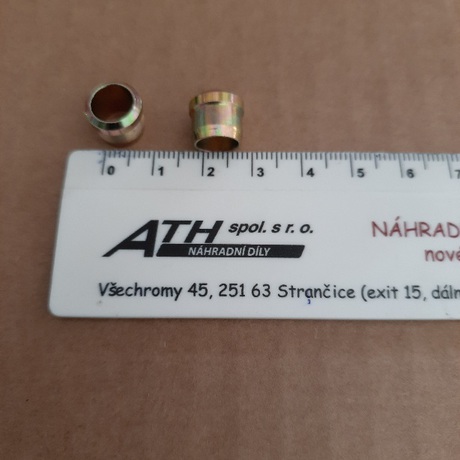 0 1 2 3 4 5 6 7
ATH spol. s r. o.
NÁHRADNÍ DÍLY
NÁHRAD
nové
Všechromy 45, 251 63 Strančice (exit 15, dáln